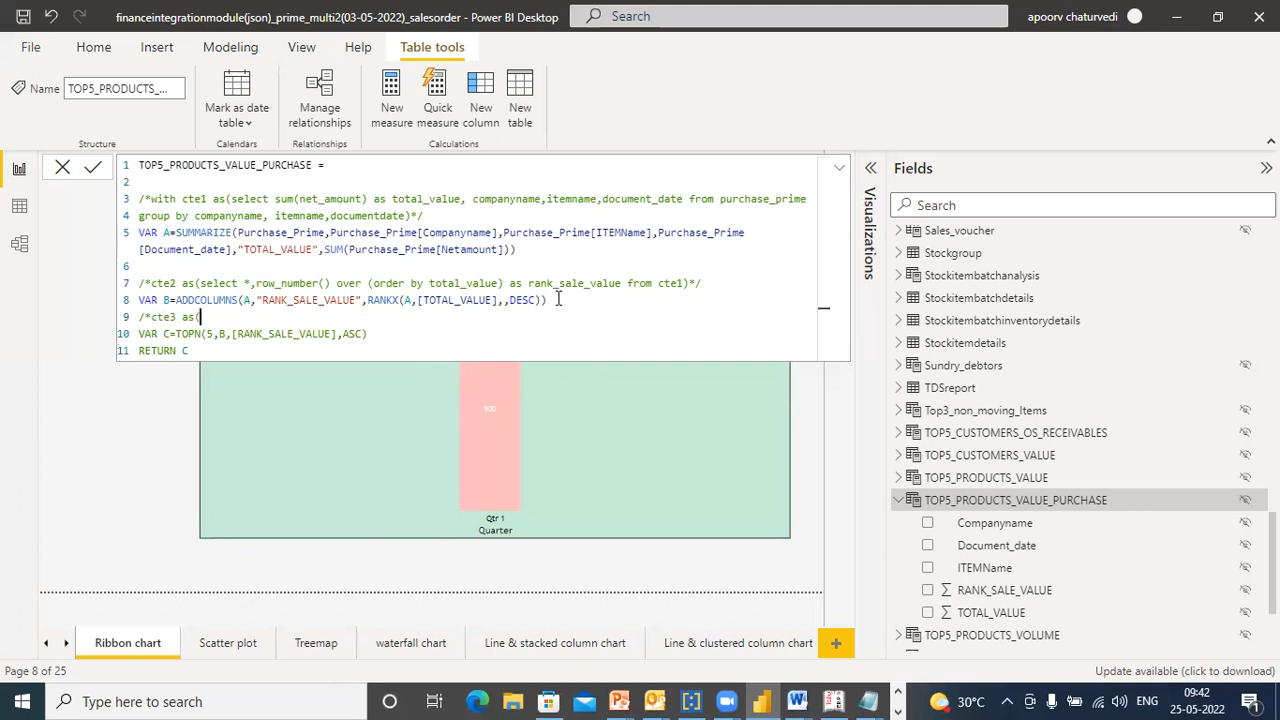 financeintegrationmodule(json)_prime_multi2(03-05-2022)_salesorder - Power BI Desktop
Search
apoorv chaturvedi
File Home Insert Modeling View Help Table tools
Name TOP5_PRODUCTS_...
Mark as date table
Manage relationships
New measure
Quick measure
New column
New table
Structure Calendars Relationships Calculations
1 TOP5_PRODUCTS_VALUE_PURCHASE =
2
3 /*with cte1 as(select sum(net_amount) as total_value, companyname,itemname,document_date from purchase_prime
4 group by companyname, itemname,documentdate)*/
5 VAR A=SUMMARIZE(Purchase_Prime,Purchase_Prime[Companyname],Purchase_Prime[ITEMName],Purchase_Prime
[Document_date],"TOTAL_VALUE",SUM(Purchase_Prime[Netamount]))
6
7 /*cte2 as(select *,row_number() over (order by total_value) as rank_sale_value from cte1)*/
8 VAR B=ADDCOLUMNS(A,"RANK_SALE_VALUE",RANKX(A,[TOTAL_VALUE],,DESC))
9 /*cte3 as(
10 VAR C=TOPN(5,B,[RANK_SALE_VALUE],ASC)
11 RETURN C
900
Qtr 1
Quarter
Visualizations
Fields
Search
Sales_voucher
Stockgroup
Stockitemanalysis
Stockbatchdetails
Stockbatchinventorydetails
Stockitemdetails
Sundry_debtors
TDSreport
Top3_non_moving_Items
TOP5_CUSTOMERS_OS_RECEIVABLES
TOP5_CUSTOMERS_VALUE
TOP5_PRODUCTS_VALUE
TOP5_PRODUCTS_VALUE_PURCHASE
Companyname
Document_date
ITEMName
RANK_SALE_VALUE
TOTAL_VALUE
TOP5_PRODUCTS_VOLUME
Ribbon chart Scatter plot Treemap waterfall chart Line & stacked column chart Line & clustered column chart
Page 8 of 25
Update available (click to download)
Type here to search
30°C
ENG
09:42
25-05-2022